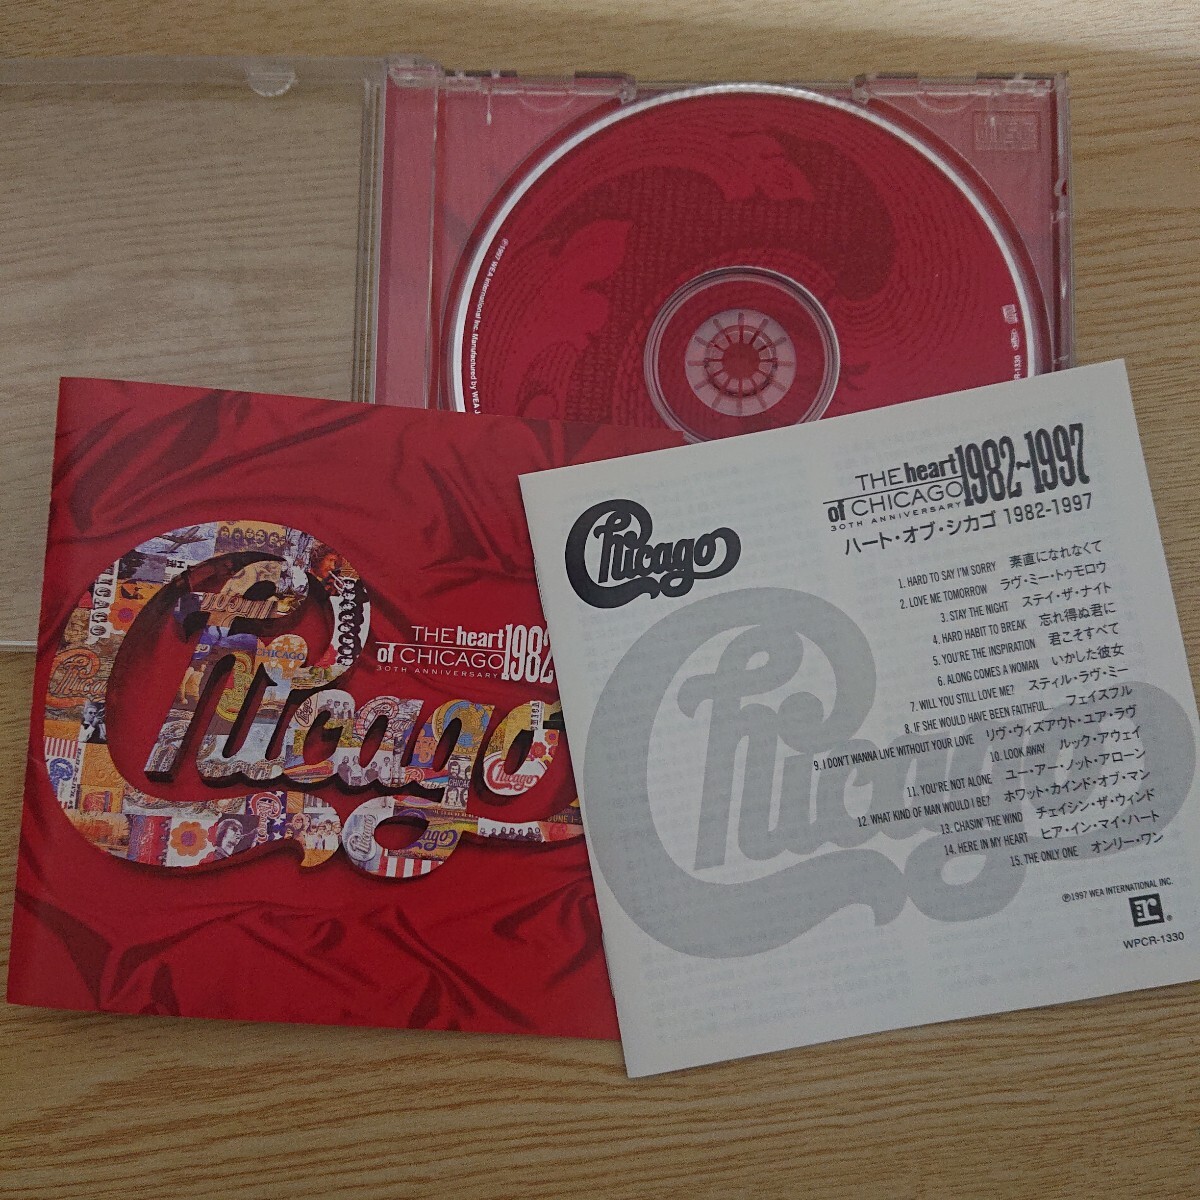 ℗1997 WEA International Inc. Manufactured by WEA J
DISC
R-1330
Chicago
THE heart
of CHICAGO 1982
30TH ANNIVERSARY
CHICAGO
Chicago
Chicago
THE heart
of CHICAGO 1982~1997
30TH ANNIVERSARY
ハート・オブ・シカゴ 1982-1997
1. HARD TO SAY I'M SORRY 素直になれなくて
2. LOVE ME TOMORROW ラヴ・ミー・トゥモロウ
3. STAY THE NIGHT ステイ・ザ・ナイト
4. HARD HABIT TO BREAK 忘れ得ぬ君に
5. YOU'RE THE INSPIRATION 君こそすべて
6. ALONG COMES A WOMAN いかした彼女
7. WILL YOU STILL LOVE ME? スティル・ラヴ・ミー
8. IF SHE WOULD HAVE BEEN FAITHFUL... フェイスフル
9. I DON'T WANNA LIVE WITHOUT YOUR LOVE リヴ・ウィズアウト・ユア・ラヴ
10. LOOK AWAY ルック・アウェイ
11. YOU'RE NOT ALONE ユー・アー・ノット・アローン
12. WHAT KIND OF MAN WOULD I BE? ホワット・カインド・オブ・マン
13. CHASIN' THE WIND チェイシン・ザ・ウィンド
14. HERE IN MY HEART ヒア・イン・マイ・ハート
15. THE ONLY ONE オンリー・ワン
℗1997 WEA INTERNATIONAL INC.
r ®
WPCR-1330
Chicago